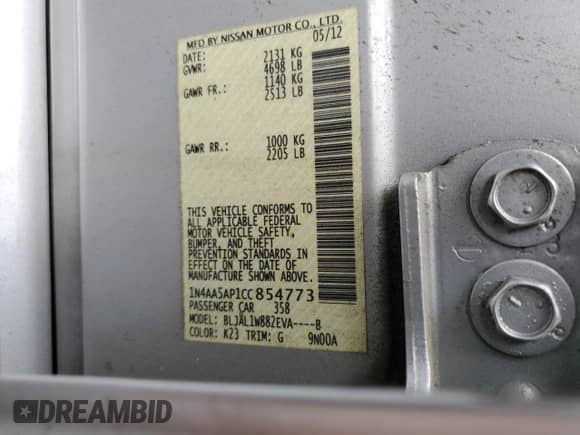 MFD BY NISSAN MOTOR CO., LTD.
DATE: 05/12
GVWR: 2131 KG
4698 LB
GAWR FR.: 1140 KG
2513 LB
GAWR RR.: 1000 KG
2205 LB
THIS VEHICLE CONFORMS TO
ALL APPLICABLE FEDERAL
MOTOR VEHICLE SAFETY,
BUMPER, AND THEFT
PREVENTION STANDARDS IN
EFFECT ON THE DATE OF
MANUFACTURE SHOWN ABOVE.
1N4AA5AP1CC854773
PASSENGER CAR 358
MODEL: BLJALIW882EVA----B
COLOR: K23 TRIM: G 9N00A
DREAMBID